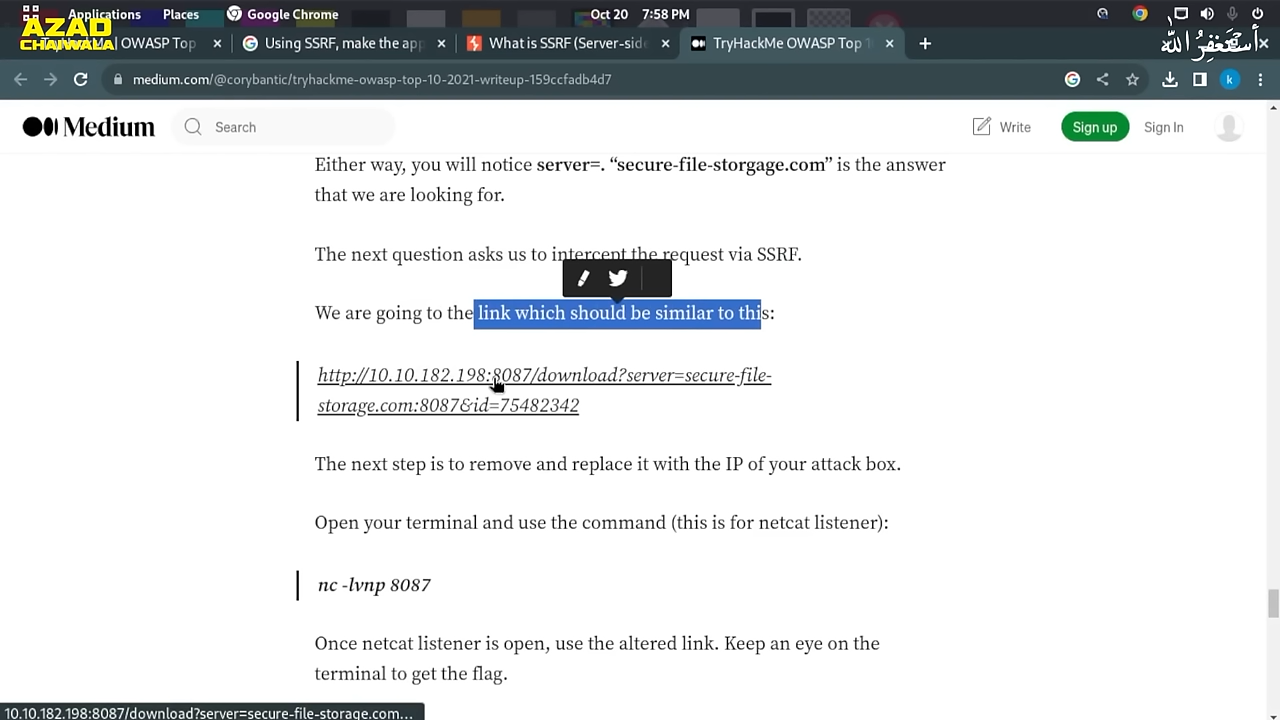 Applications Places Google Chrome Oct 20 7:58 PM
AZAD
CHAIWALA
| OWASP Top
Using SSRF, make the app
What is SSRF (Server-side
TryHackMe OWASP Top 1
أستغفر الله
medium.com/@corybantic/tryhackme-owasp-top-10-2021-writeup-159ccfadb4d7
k
Medium Search Write Sign up Sign In
Either way, you will notice server=. “secure-file-storgage.com” is the answer
that we are looking for.
The next question asks us to intercept the request via SSRF.
We are going to the link which should be similar to this:
http://10.10.182.198:8087/download?server=secure-file-
storage.com:8087&id=75482342
The next step is to remove and replace it with the IP of your attack box.
Open your terminal and use the command (this is for netcat listener):
nc -lvnp 8087
Once netcat listener is open, use the altered link. Keep an eye on the
terminal to get the flag.
10.10.182.198:8087/download?server=secure-file-storage.com...